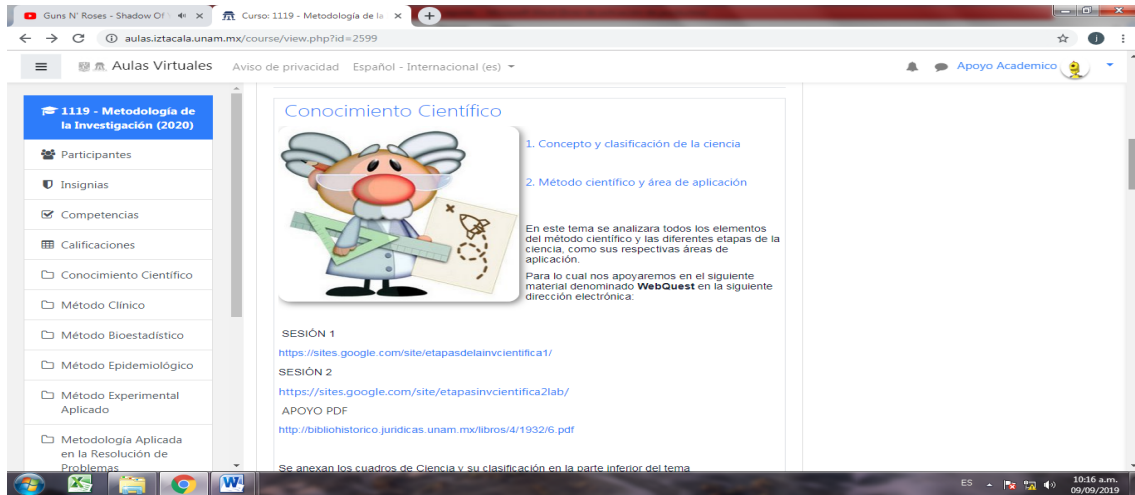 Guns N' Roses - Shadow Of
Curso: 1119 - Metodología de la
aulas.iztacala.unam.mx/course/view.php?id=2599
Aulas Virtuales
Aviso de privacidad
Español - Internacional (es)
Apoyo Academico
1119 - Metodología de
la Investigación (2020)
Participantes
Insignias
Competencias
Calificaciones
Conocimiento Científico
Método Clínico
Método Bioestadístico
Método Epidemiológico
Método Experimental
Aplicado
Metodología Aplicada
en la Resolución de
Problemas
Conocimiento Científico
1. Concepto y clasificación de la ciencia
2. Método científico y área de aplicación
En este tema se analizara todos los elementos
del método científico y las diferentes etapas de la
ciencia, como sus respectivas áreas de
aplicación.
Para lo cual nos apoyaremos en el siguiente
material denominado WebQuest en la siguiente
dirección electrónica:
SESIÓN 1
https://sites.google.com/site/etapasdelainvcientifica1/
SESIÓN 2
https://sites.google.com/site/etapasinvcientifica2lab/
APOYO PDF
http://bibliohistorico.juridicas.unam.mx/libros/4/1932/6.pdf
Se anexan los cuadros de Ciencia y su clasificación en la parte inferior del tema
ES
10:16 a.m.
09/09/2019